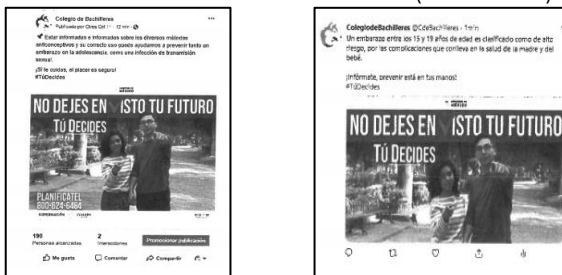 Colegio de Bachilleres
Estar informadas e informados sobre los diversos métodos
anticonceptivos y su correcto uso puede ayudarnos a prevenir tanto un
embarazo en la adolescencia, como una infección de transmisión
sexual.
¡Si te cuidas, el placer es seguro!
#TúDecides
NO DEJES EN ISTO TU FUTURO
TÚ DECIDES
PLANIFICATEL
800-624-6464
190
Personas alcanzadas
2
Interacciones
Promocionar publicación
Me gusta
Comentar
Compartir
ColegiodeBachilleres @CdeBachilleres · 1min
Un embarazo entre los 15 y 19 años de edad es clasificado como de alto
riesgo, por las complicaciones que conlleva en la salud de la madre y del
bebé.
¡Infórmate, prevenir está en tus manos!
#TúDecides
NO DEJES EN ISTO TU FUTURO
TÚ DECIDES